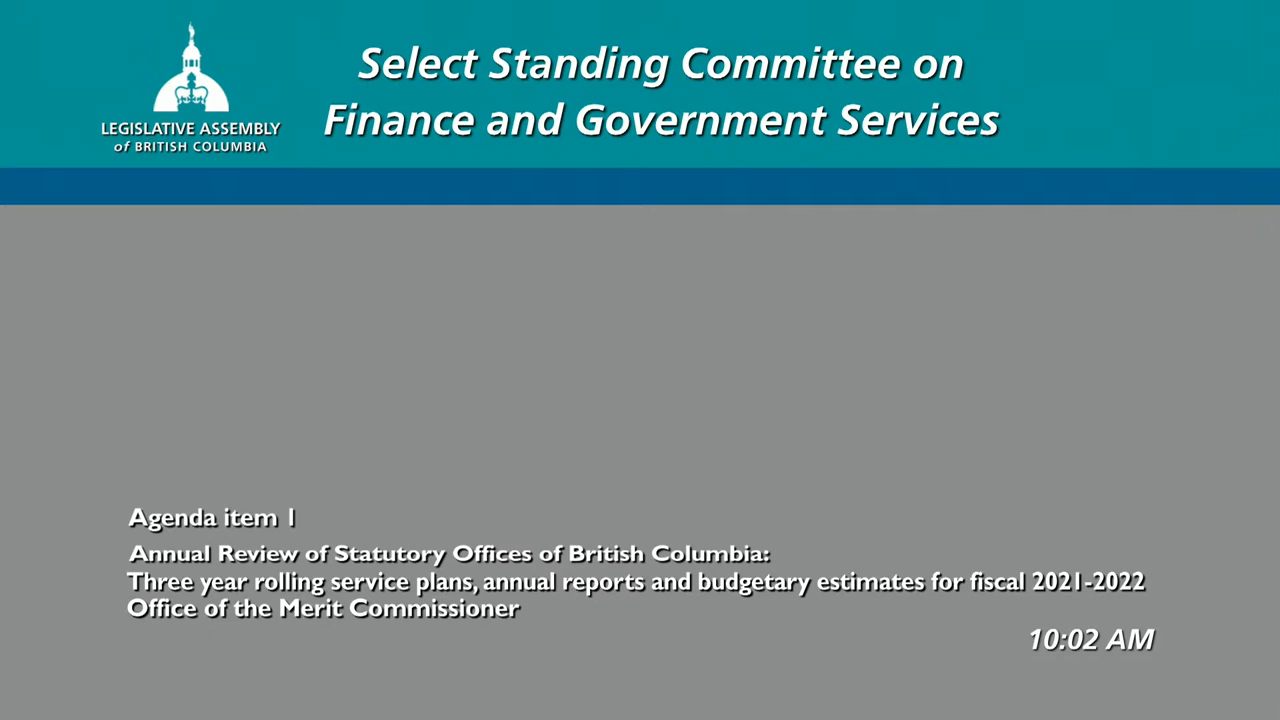 Select Standing Committee on
Finance and Government Services
LEGISLATIVE ASSEMBLY
of BRITISH COLUMBIA
Agenda item 1
Annual Review of Statutory Offices of British Columbia:
Three year rolling service plans, annual reports and budgetary estimates for fiscal 2021-2022
Office of the Merit Commissioner
10:02 AM